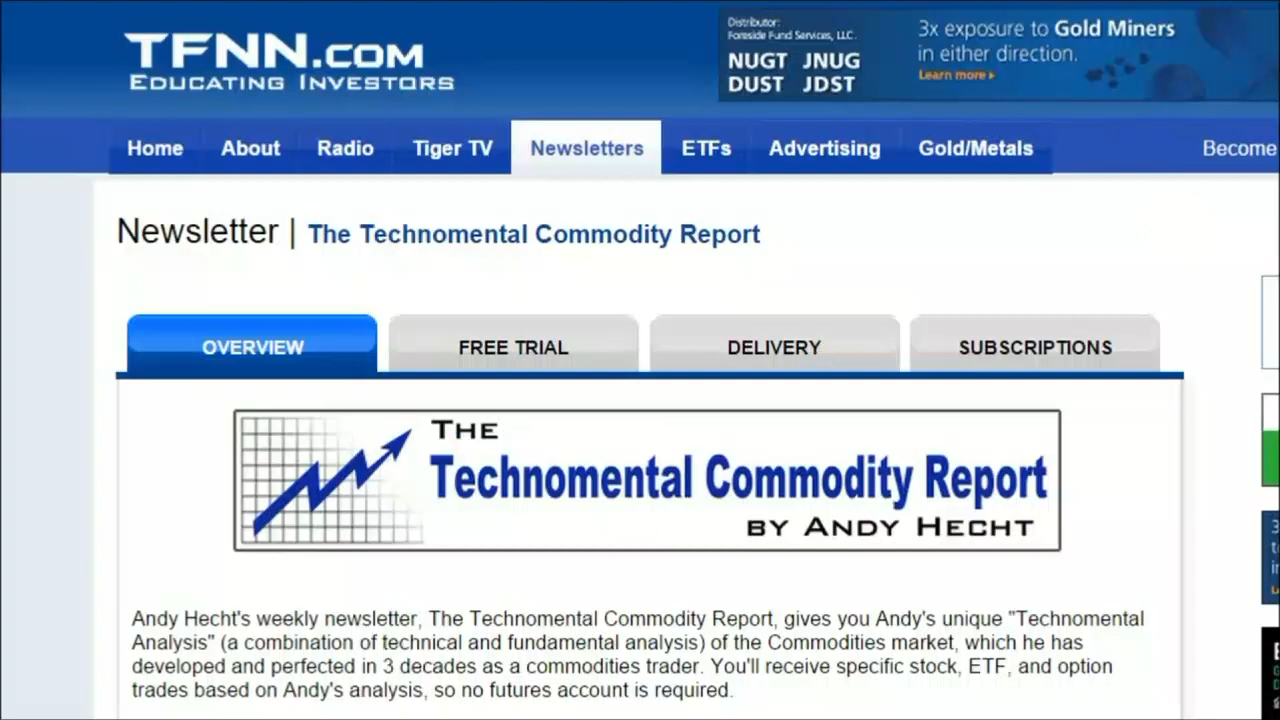 TFNN.COM
EDUCATING INVESTORS
Distributor:
Foreside Fund Services, LLC.
NUGT JNUG
DUST JDST
3x exposure to Gold Miners
in either direction.
Learn more
Home About Radio Tiger TV Newsletters ETFs Advertising Gold/Metals Become
Newsletter | The Technomental Commodity Report
OVERVIEW FREE TRIAL DELIVERY SUBSCRIPTIONS
THE
Technomental Commodity Report
BY ANDY HECHT
Andy Hecht's weekly newsletter, The Technomental Commodity Report, gives you Andy's unique "Technomental
Analysis" (a combination of technical and fundamental analysis) of the Commodities market, which he has
developed and perfected in 3 decades as a commodities trader. You'll receive specific stock, ETF, and option
trades based on Andy's analysis, so no futures account is required.